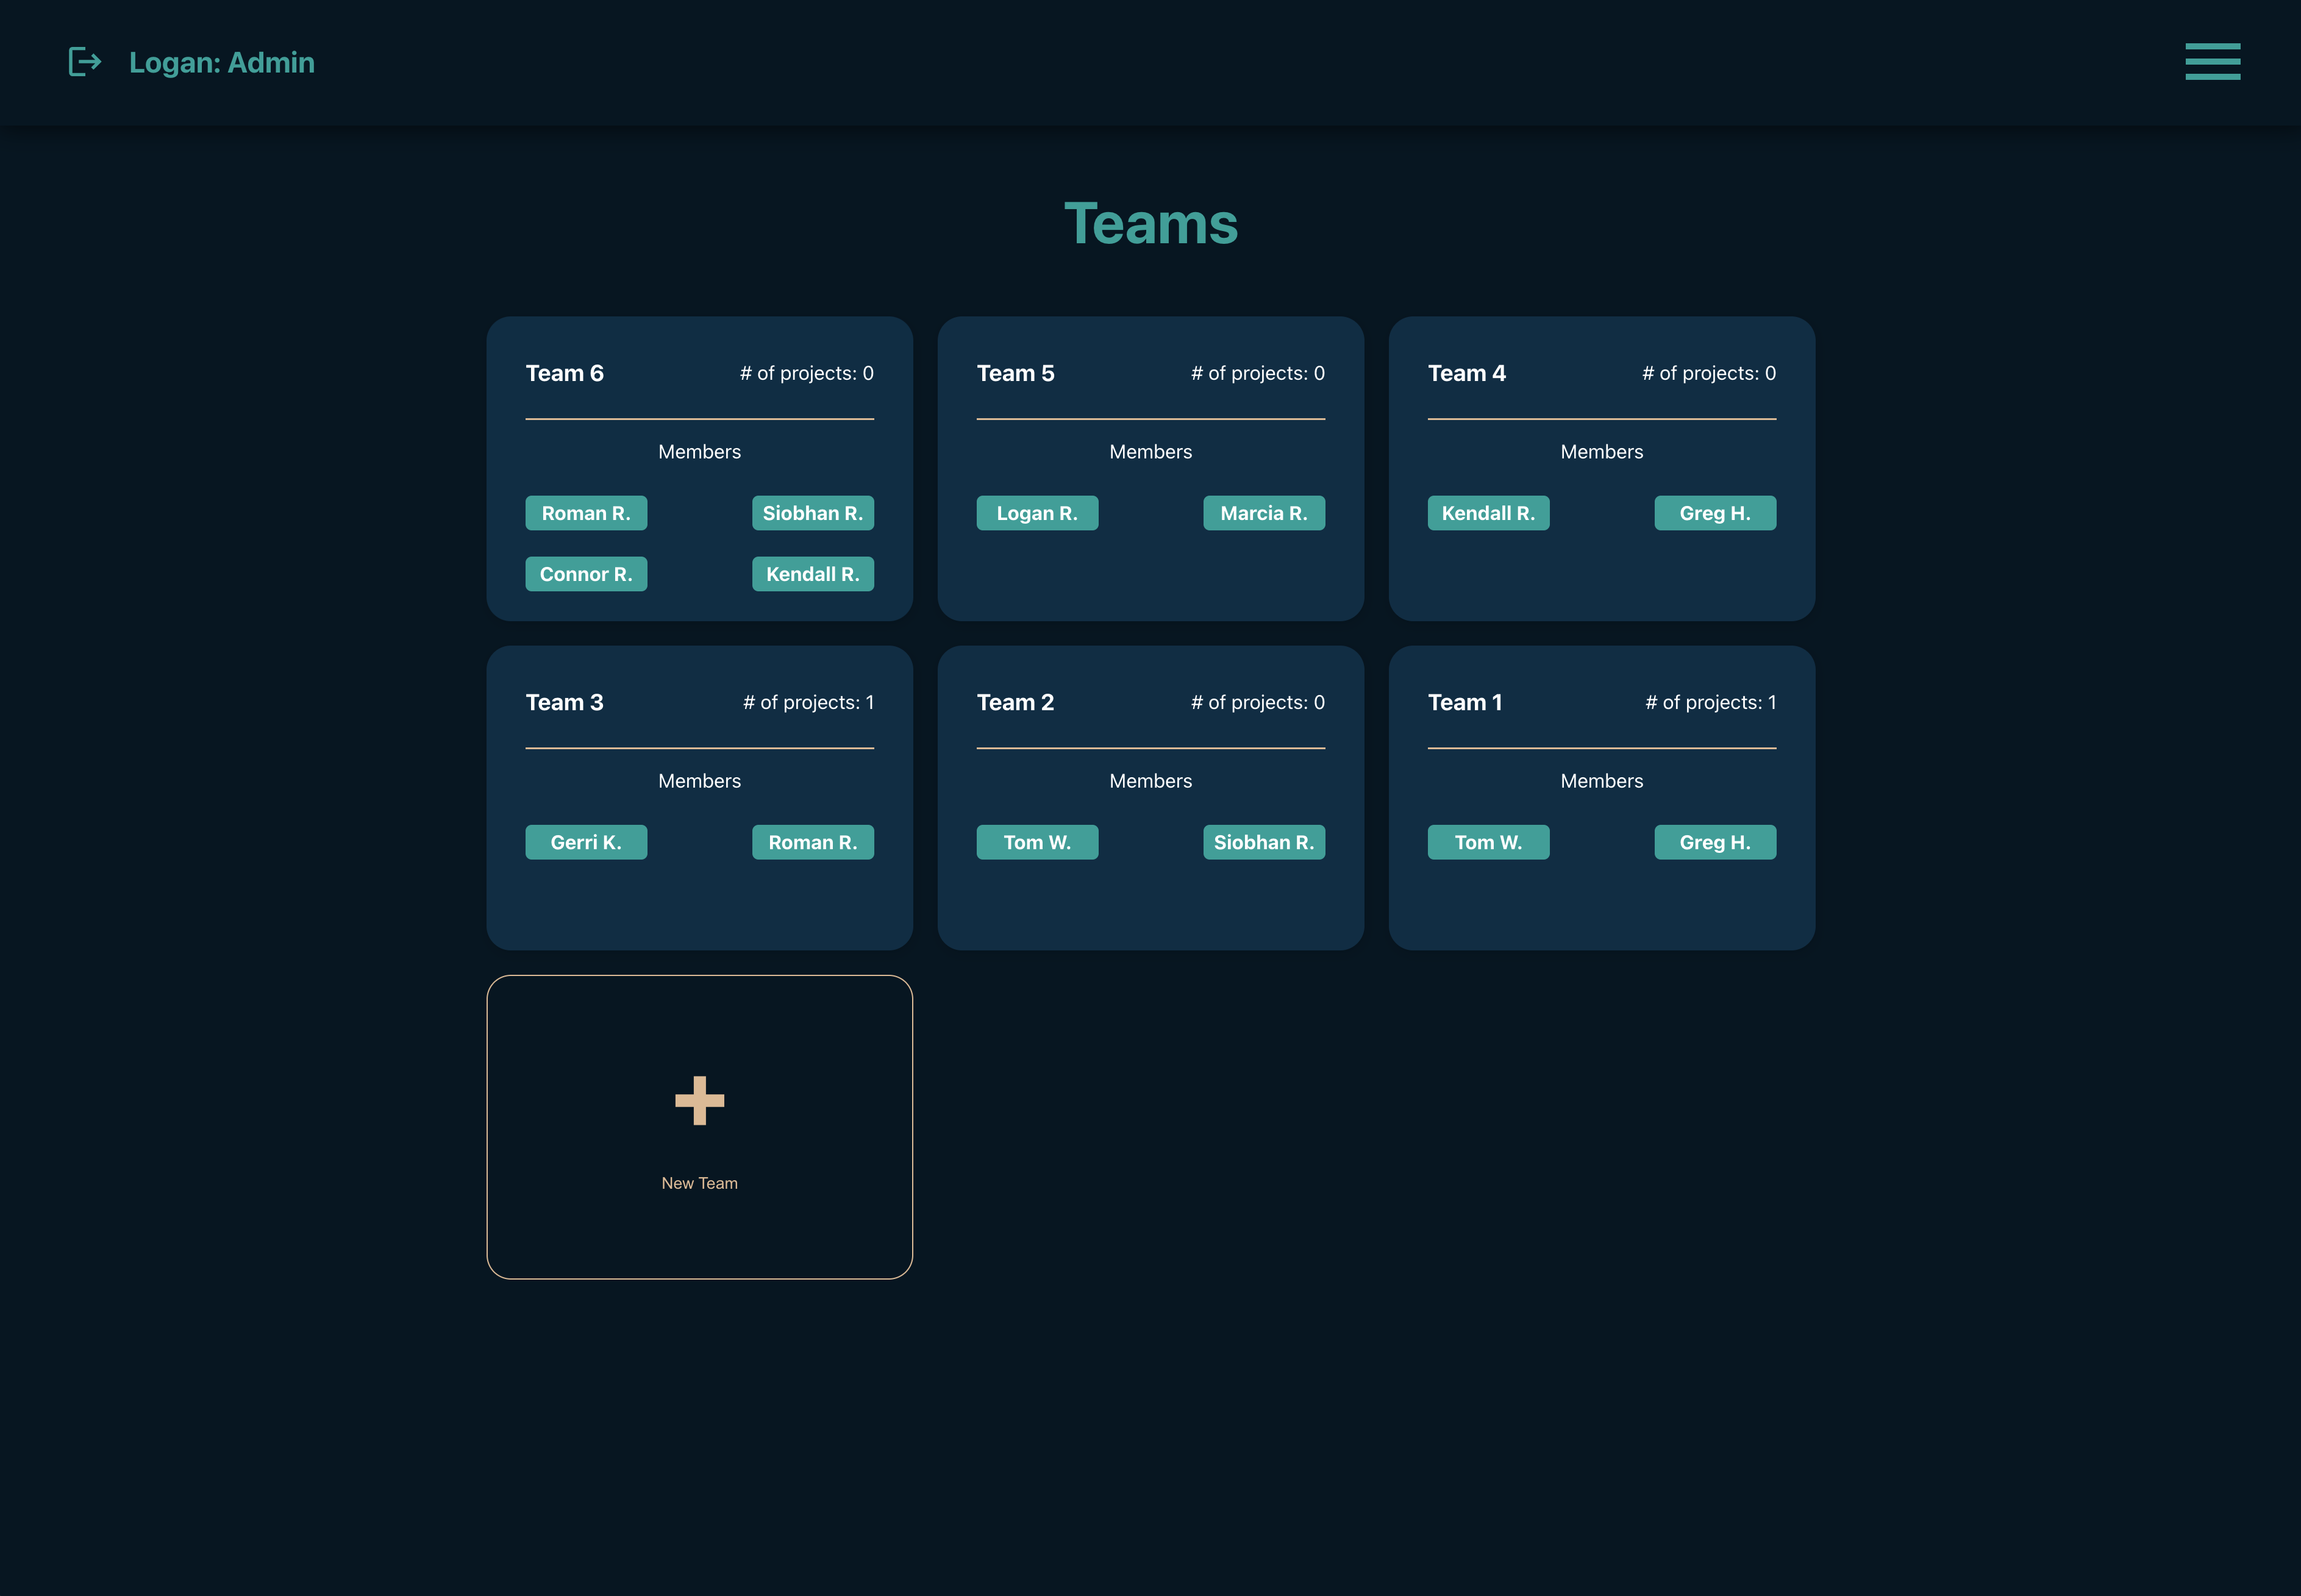 Logan: Admin
Teams
Team 6 # of projects: 0
Members
Roman R. Siobhan R.
Connor R. Kendall R.
Team 5 # of projects: 0
Members
Logan R. Marcia R.
Team 4 # of projects: 0
Members
Kendall R. Greg H.
Team 3 # of projects: 1
Members
Gerri K. Roman R.
Team 2 # of projects: 0
Members
Tom W. Siobhan R.
Team 1 # of projects: 1
Members
Tom W. Greg H.
New Team